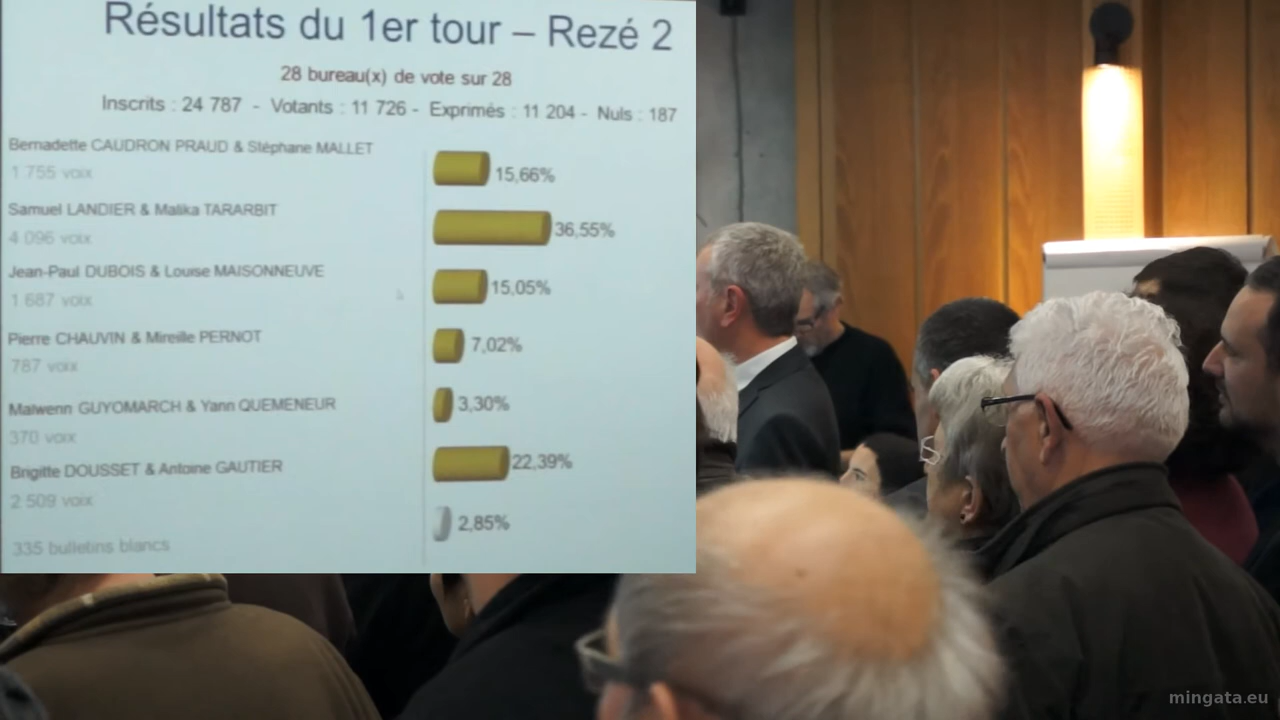 Résultats du 1er tour – Rezé 2
28 bureau(x) de vote sur 28
Inscrits : 24 787 - Votants : 11 726 - Exprimés : 11 204 - Nuls : 187
Bernadette CAUDRON PRAUD & Stéphane MALLET
1 755 voix
15,66%
Samuel LANDIER & Malika TARARBIT
4 096 voix
36,55%
Jean-Paul DUBOIS & Louise MAISONNEUVE
1 687 voix
15,05%
Pierre CHAUVIN & Mireille PERNOT
787 voix
7,02%
Maïwenn GUYOMARCH & Yann QUEMENEUR
370 voix
3,30%
Brigitte DOUSSET & Antoine GAUTIER
2 509 voix
22,39%
335 bulletins blancs
2,85%
mingata.eu